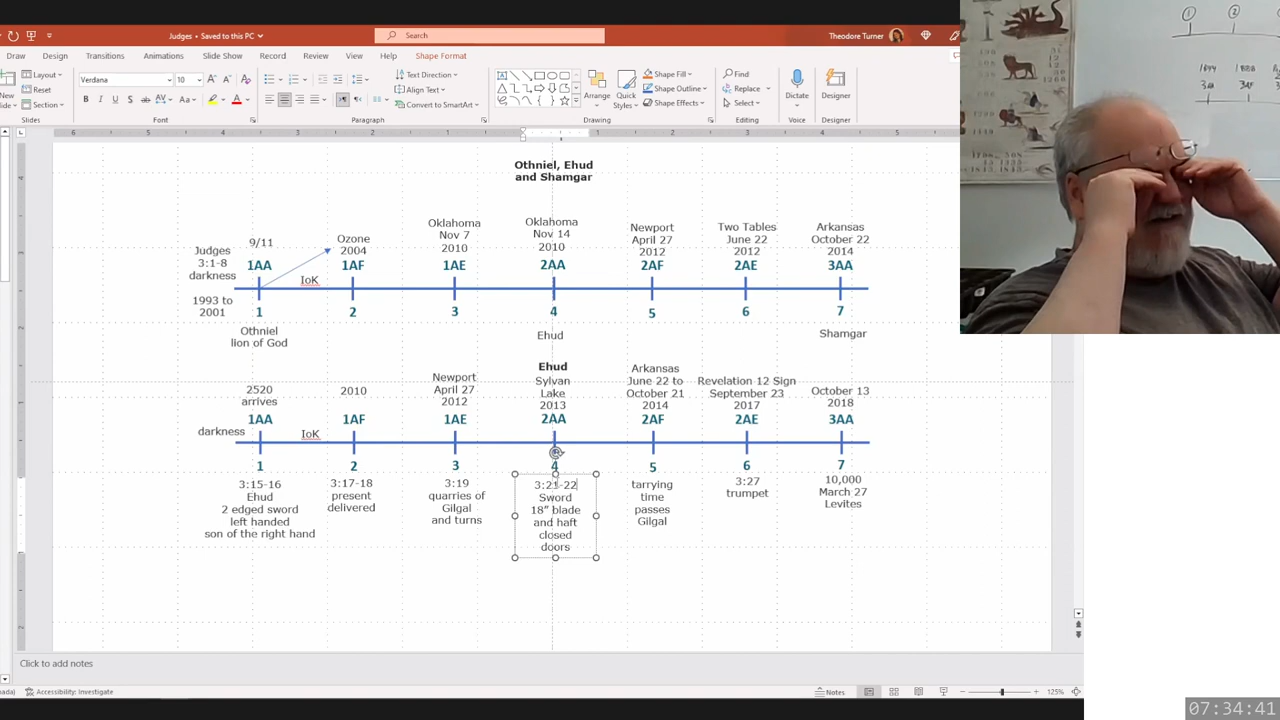 Judges • Saved to this PC
Search
Theodore Turner
Design
Transitions
Animations
Slide Show
Record
Review
View
Help
Shape Format
Layout
Reset
Section
Slides
Verdana
10
Font
Text Direction
Align Text
Convert to SmartArt
Paragraph
Arrange
Quick
Styles
Shape Fill
Shape Outline
Shape Effects
Drawing
Find
Replace
Select
Editing
Dictate
Voice
Designer
Designer
Othniel, Ehud
and Shamgar
Judges
3:1-8
darkness
1993 to
2001
9/11
1AA
1
Othniel
lion of God
IoK
Ozone
2004
1AF
2
Oklahoma
Nov 7
2010
1AE
3
Oklahoma
Nov 14
2010
2AA
4
Ehud
Newport
April 27
2012
2AF
5
Two Tables
June 22
2012
2AE
6
Arkansas
October 22
2014
3AA
7
Shamgar
Ehud
darkness
2520
arrives
1AA
1
3:15-16
Ehud
2 edged sword
left handed
son of the right hand
IoK
2010
1AF
2
3:17-18
present
delivered
Newport
April 27
2012
1AE
3
3:19
quarries of
Gilgal
and turns
Sylvan
Lake
2013
2AA
4
3:21-22
Sword
18" blade
and haft
closed
doors
Arkansas
June 22 to
October 21
2014
2AF
5
tarrying
time
passes
Gilgal
Revelation 12 Sign
September 23
2017
2AE
6
3:27
trumpet
October 13
2018
3AA
7
10,000
March 27
Levites
Click to add notes
Accessibility: Investigate
Notes
125%
07:34:41